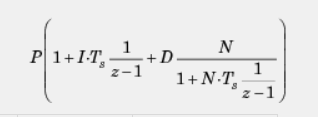 P(1+I·T_s 1/(z−1) + D N/(1+N·T_s 1/(z−1)))